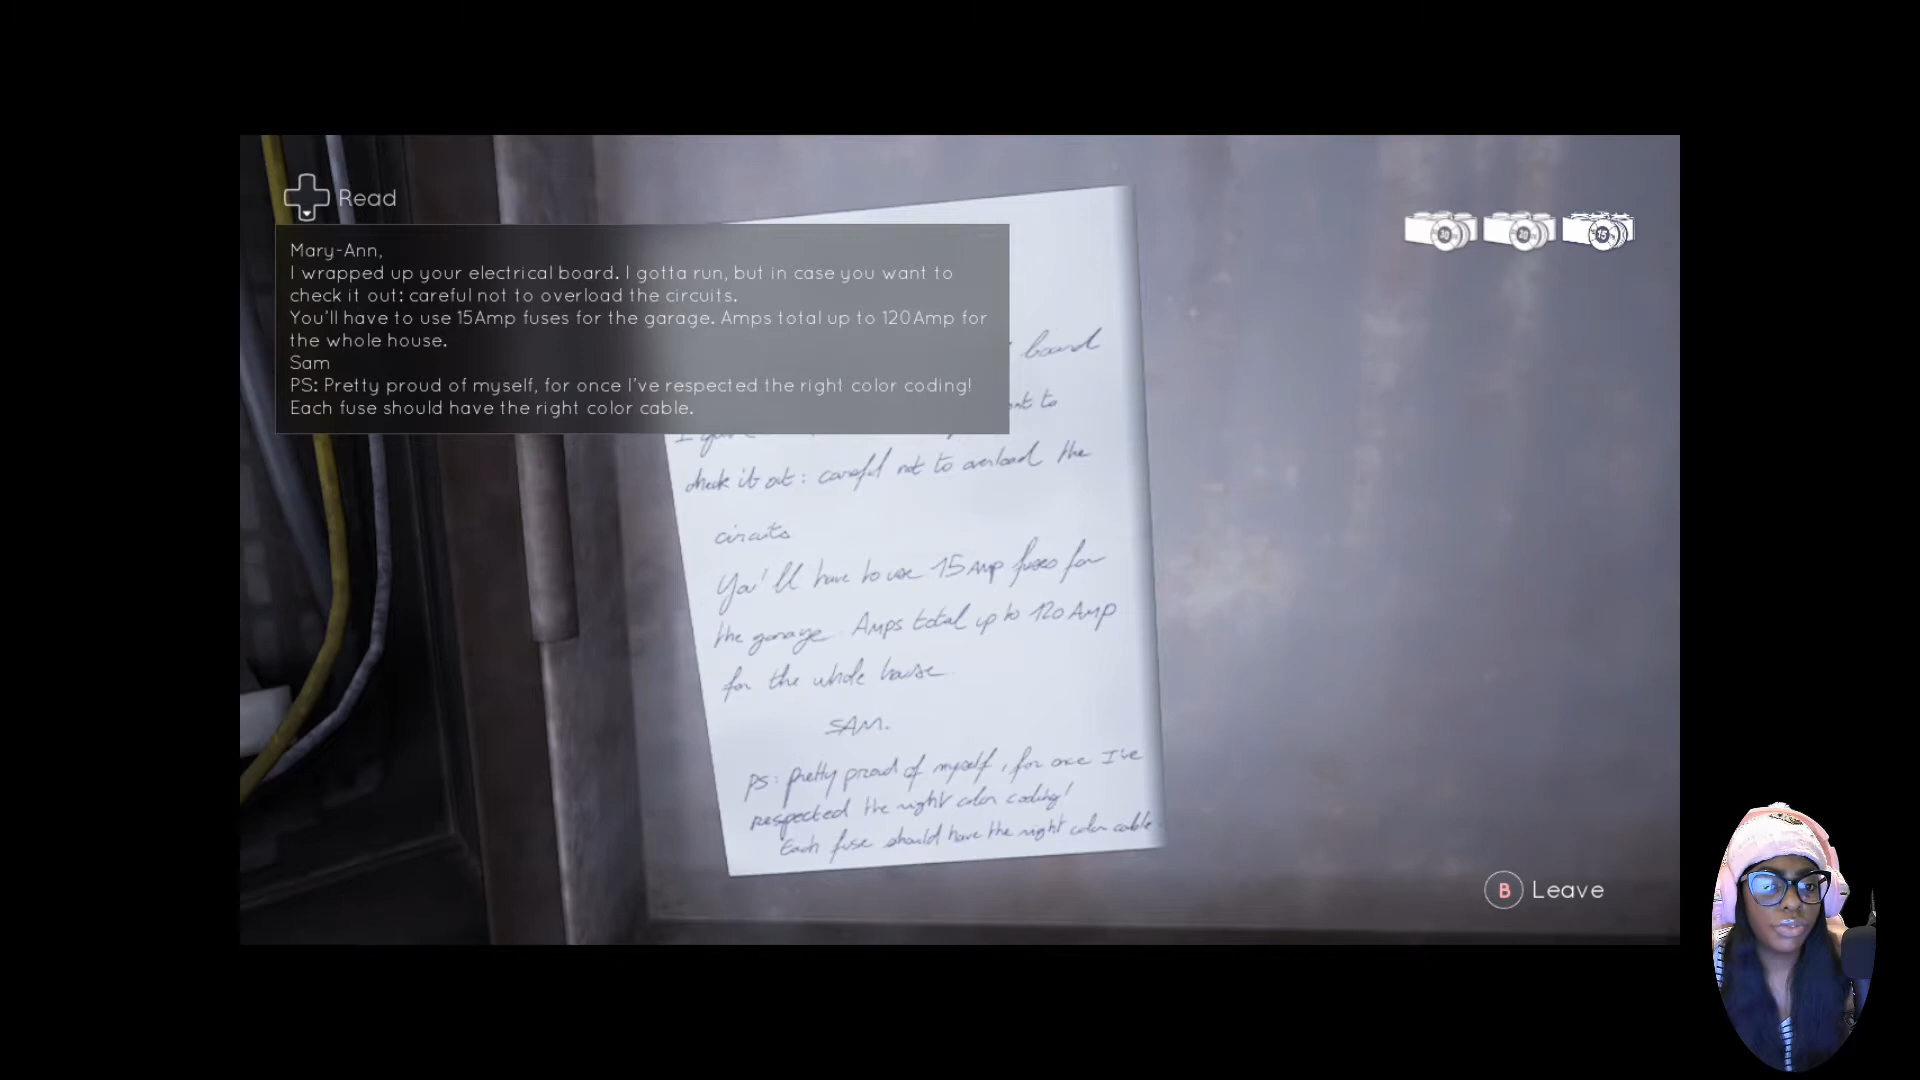 Read
30 20 15
Mary-Ann,
I wrapped up your electrical board. I gotta run, but in case you want to
check it out: careful not to overload the circuits.
You'll have to use 15Amp fuses for the garage. Amps total up to 120Amp for
the whole house.
Sam
PS: Pretty proud of myself, for once I've respected the right color coding!
Each fuse should have the right color cable.
board
to
check it out : careful not to overload the
circuits
You'll have to use 15 Amp fuses for
the garage. Amps total up to 120 Amp
for the whole house.
SAM.
PS: pretty proud of myself, for once I've
respected the right color coding!
Each fuse should have the right color cable
B Leave